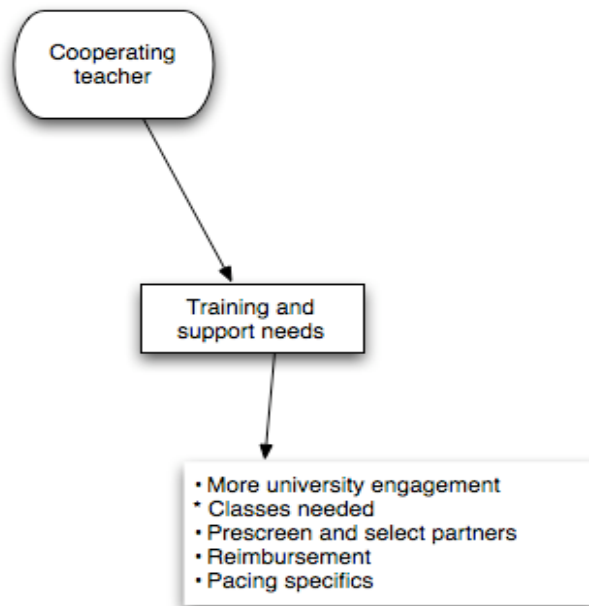 Cooperating
teacher
Training and
support needs
• More university engagement
* Classes needed
• Prescreen and select partners
• Reimbursement
• Pacing specifics